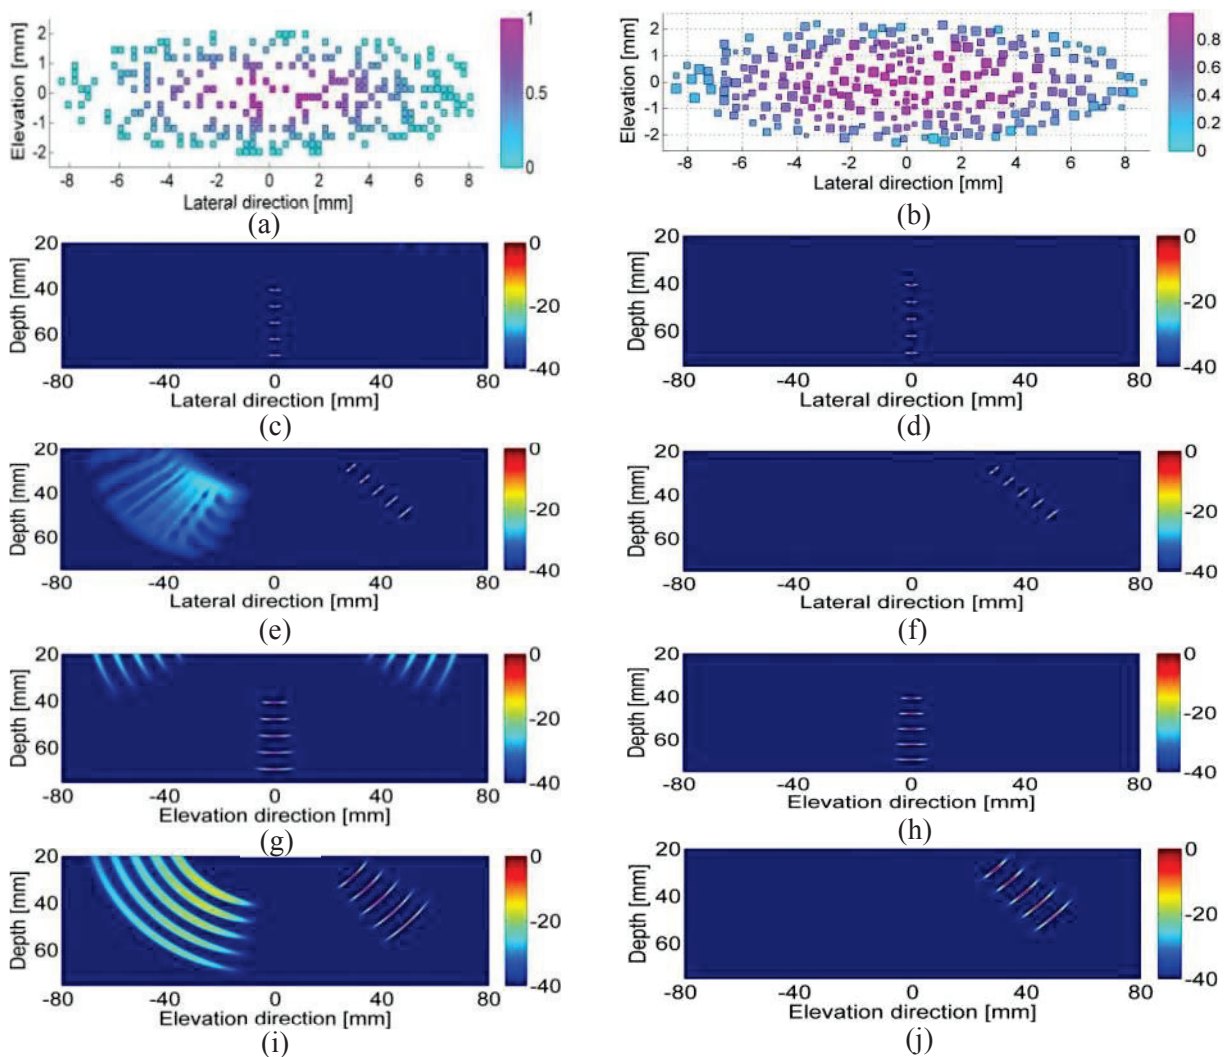 Elevation [mm]
2
1
0
-1
-2
-8 -6 -4 -2 0 2 4 6 8
Lateral direction [mm]
1
0.5
0
(a)
Elevation [mm]
2
1
0
-1
-2
-8 -6 -4 -2 0 2 4 6 8
Lateral direction [mm]
0.8
0.6
0.4
0.2
0
(b)
Depth [mm]
20
40
60
-80 -40 0 40 80
Lateral direction [mm]
0
-20
-40
(c)
Depth [mm]
20
40
60
-80 -40 0 40 80
Lateral direction [mm]
0
-20
-40
(d)
Depth [mm]
20
40
60
-80 -40 0 40 80
Lateral direction [mm]
0
-20
-40
(e)
Depth [mm]
20
40
60
-80 -40 0 40 80
Lateral direction [mm]
0
-20
-40
(f)
Depth [mm]
20
40
60
-80 -40 0 40 80
Elevation direction [mm]
0
-20
-40
(g)
Depth [mm]
20
40
60
-80 -40 0 40 80
Elevation direction [mm]
0
-20
-40
(h)
Depth [mm]
20
40
60
-80 -40 0 40 80
Elevation direction [mm]
0
-20
-40
(i)
Depth [mm]
20
40
60
-80 -40 0 40 80
Elevation direction [mm]
0
-20
-40
(j)